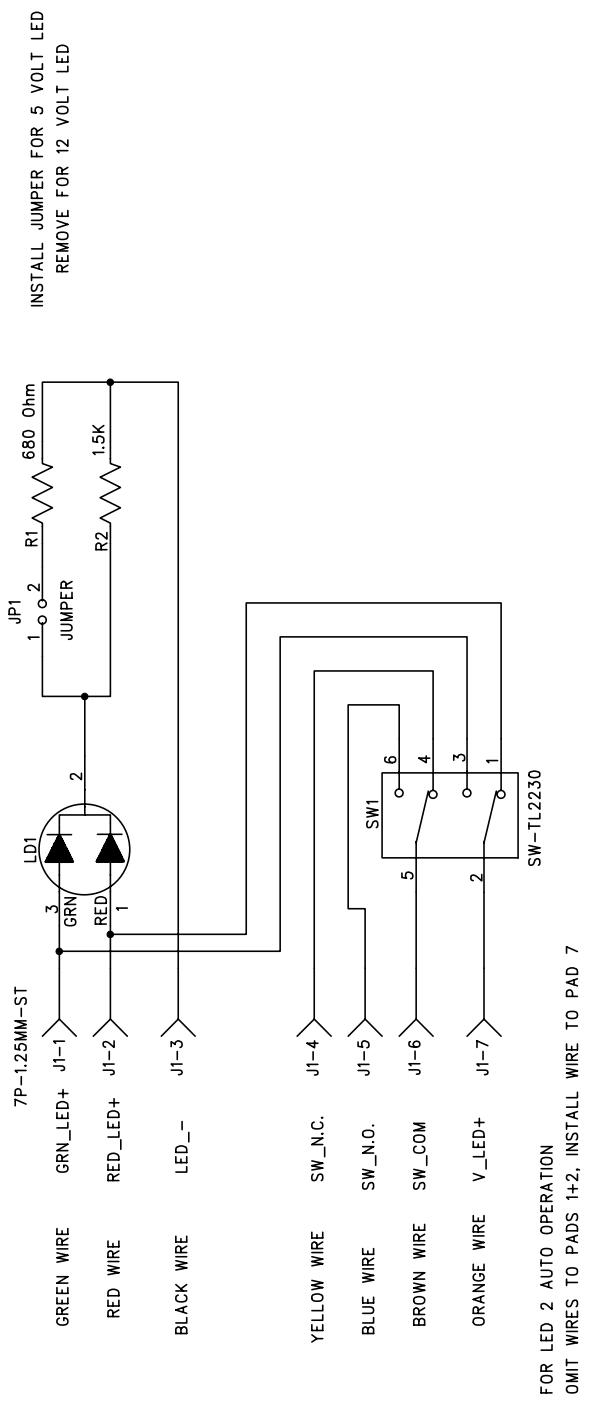 INSTALL JUMPER FOR 5 VOLT LED
REMOVE FOR 12 VOLT LED
7P-1.25MM-ST
GREEN WIRE GRN_LED+ J1-1
RED WIRE RED_LED+ J1-2
BLACK WIRE LED_- J1-3
YELLOW WIRE SW_N.C. J1-4
BLUE WIRE SW_N.O. J1-5
BROWN WIRE SW_COM J1-6
ORANGE WIRE V_LED+ J1-7
LD1
3
GRN
RED
1
2
JP1
1 2
JUMPER
R1 680 Ohm
R2 1.5K
SW1
5
2
6
4
3
1
SW-TL2230
FOR LED 2 AUTO OPERATION
OMIT WIRES TO PADS 1+2, INSTALL WIRE TO PAD 7